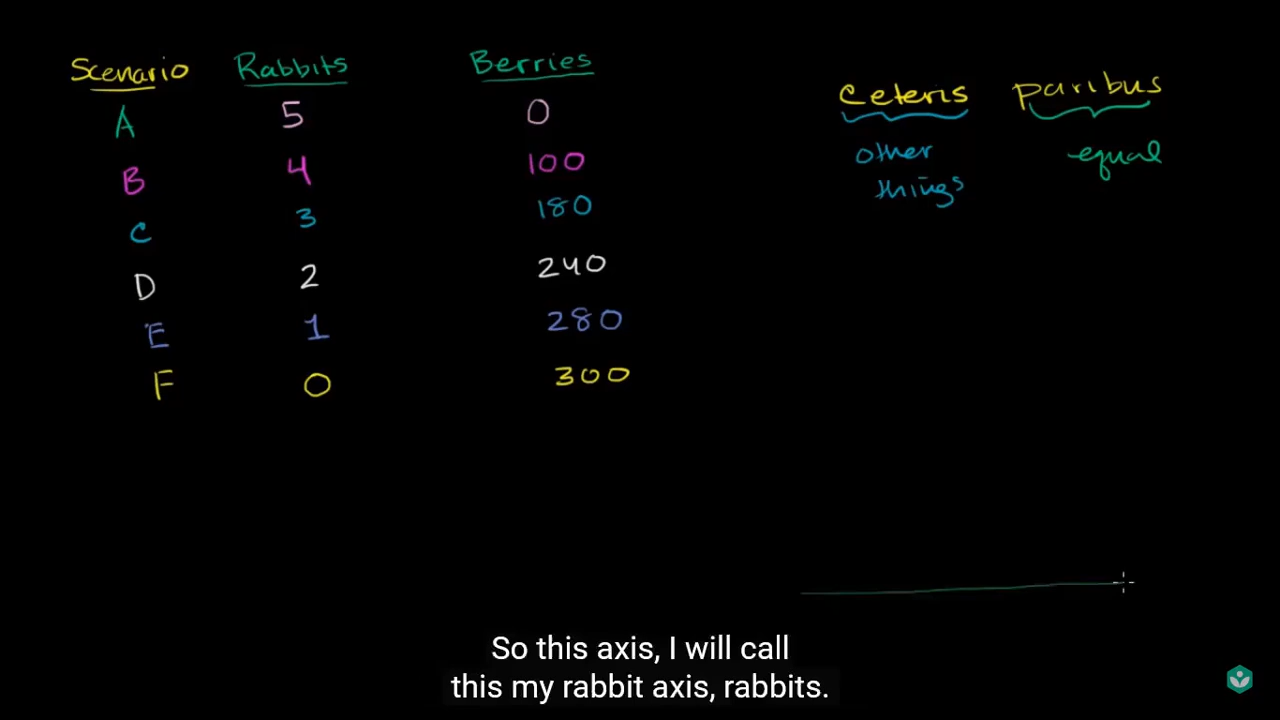 Scenario Rabbits Berries
A 5 0
B 4 100
C 3 180
D 2 240
E 1 280
F 0 300
Ceteris paribus
other equal
things
So this axis, I will call
this my rabbit axis, rabbits.